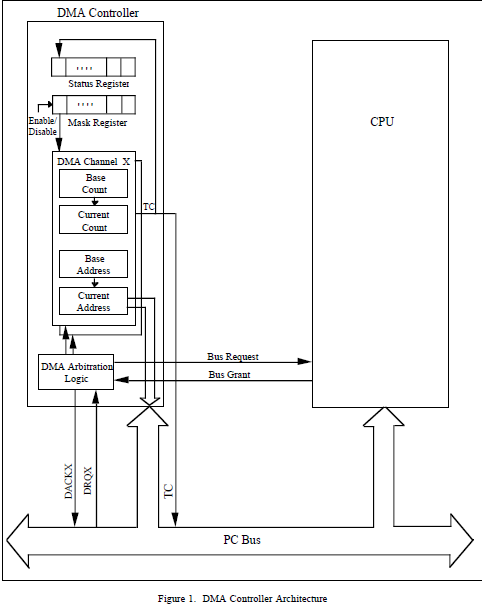 DMA Controller
Status Register
Enable/
Disable
Mask Register
CPU
DMA Channel X
Base
Count
TC
Current
Count
Base
Address
Current
Address
DMA Arbitration
Logic
Bus Request
Bus Grant
DACKX
DRQX
TC
PC Bus
Figure 1. DMA Controller Architecture